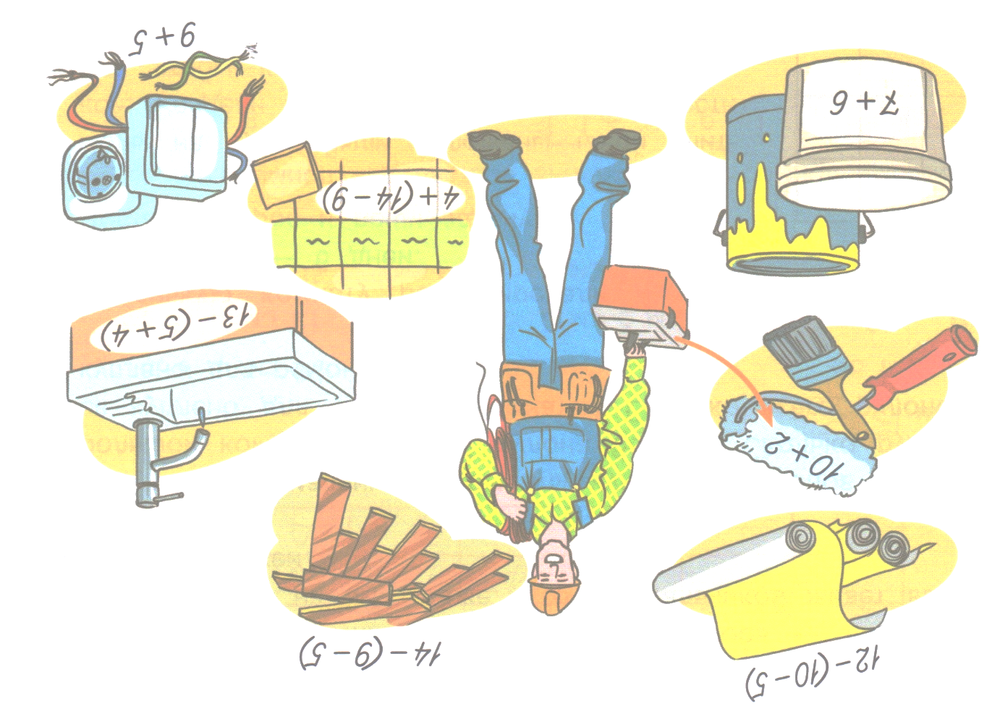 12 − (10 − 5)
14 − (9 − 5)
10 + 2
13 − (5 + 4)
4 + (14 − 9)
7 + 6
9 + 5